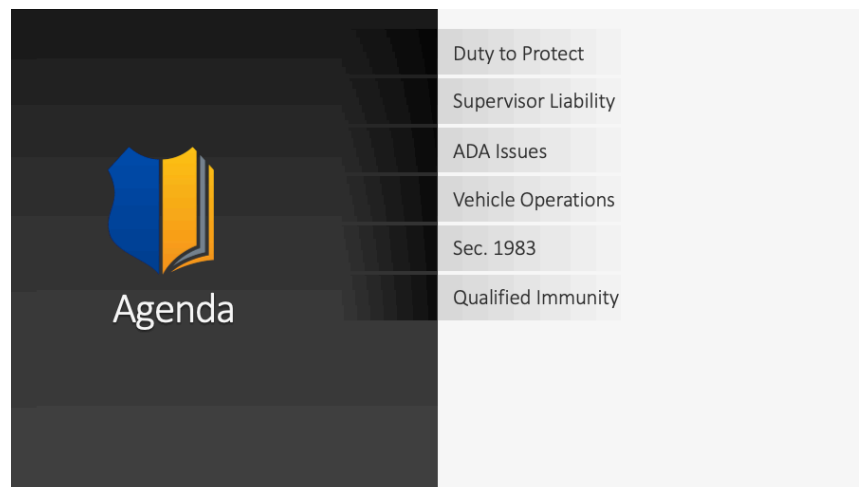 Agenda
Duty to Protect
Supervisor Liability
ADA Issues
Vehicle Operations
Sec. 1983
Qualified Immunity